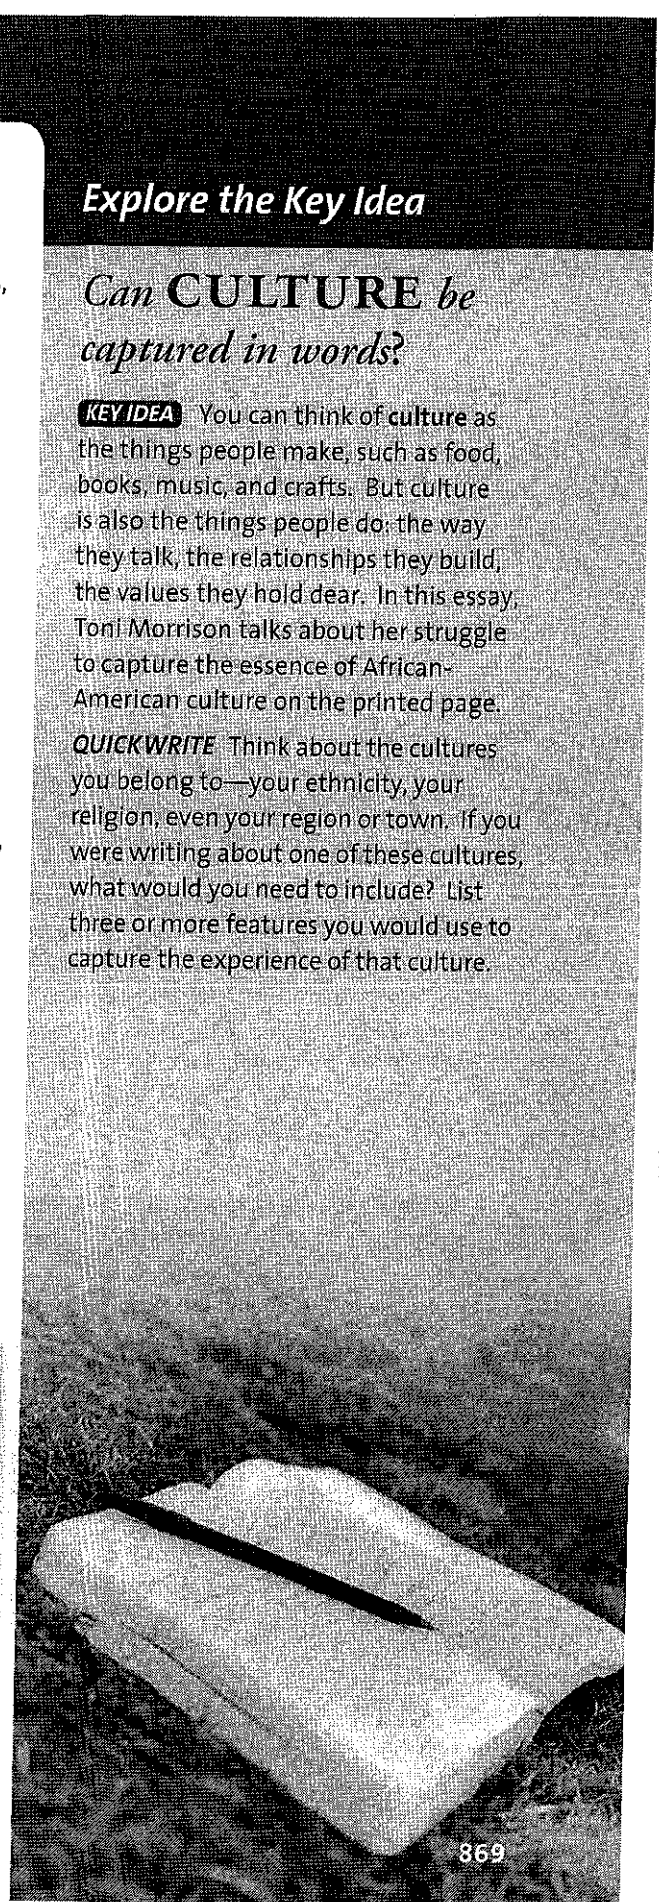 Explore the Key Idea
Can CULTURE be
captured in words?
KEY IDEA You can think of culture as
the things people make, such as food,
books, music, and crafts. But culture
is also the things people do: the way
they talk, the relationships they build,
the values they hold dear. In this essay,
Toni Morrison talks about her struggle
to capture the essence of African-
American culture on the printed page.
QUICKWRITE Think about the cultures
you belong to—your ethnicity, your
religion, even your region or town. If you
were writing about one of these cultures,
what would you need to include? List
three or more features you would use to
capture the experience of that culture.
869